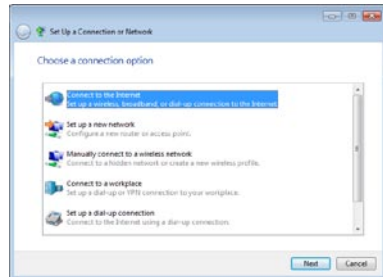 Set Up a Connection or Network
Choose a connection option
Connect to the Internet
Set up a wireless, broadband, or dial-up connection to the Internet.
Set up a new network
Configure a new router or access point.
Manually connect to a wireless network
Connect to a hidden network or create a new wireless profile.
Connect to a workplace
Set up a dial-up or VPN connection to your workplace.
Set up a dial-up connection
Connect to the Internet using a dial-up connection.
Next
Cancel